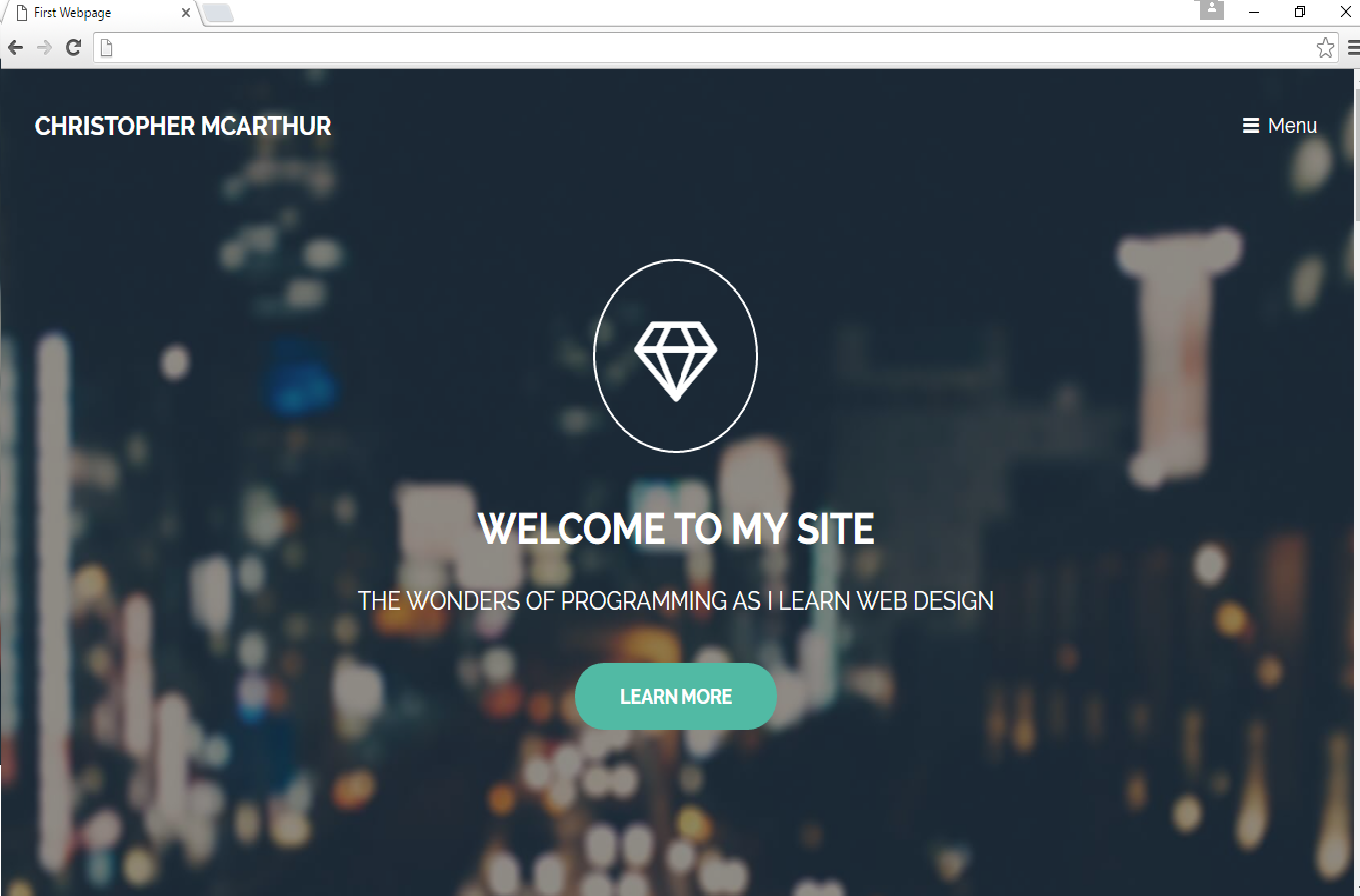 First Webpage
CHRISTOPHER MCARTHUR
Menu
WELCOME TO MY SITE
THE WONDERS OF PROGRAMMING AS I LEARN WEB DESIGN
LEARN MORE